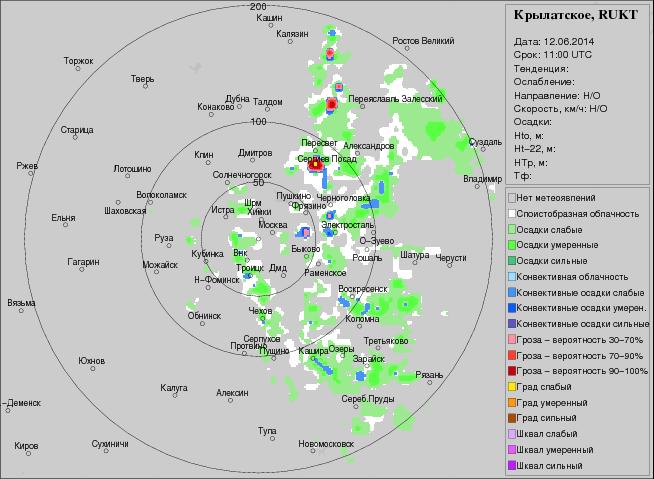 200
Кашин
Калязин
Ростов Великий
Торжок
Тверь
Дубна
Талдом
Конаково
Переяславль Залесский
Старица
100
Пересвет
Суздаль
Клин
Дмитров
Александров
Сергиев Посад
Ржев
Лотошино
Солнечногорск
Владимир
50
Волоколамск
Пушкино
Черноголовка
Шаховская
Истра
Зрм
Химки
Фрязино
Ельня
Москва
Электросталь
Руза
О-Зуево
Кубинка
Внк
Быково
Рошаль
Шатура
Черусти
Гагарин
Можайск
Троицк
Дмд
Раменское
Н-Фоминск
Воскресенск
Вязьма
Обнинск
Чехов
Коломна
Серпухов
Протвино
Пущино
Кашира
Озеры
Третьяково
Юхнов
Зарайск
Рязань
Калуга
Алексин
Сереб.Пруды
-Деменск
Тула
Киров
Сухиничи
Новомосковск
Крылатское, RUKT
Дата: 12.06.2014
Срок: 11:00 UTC
Тенденция:
Ослабление:
Направление: Н/О
Скорость, км/ч: Н/О
Осадки:
Hto, м:
Ht-22, м:
НТр, м:
Тф:
Нет метеоявлений
Слоистообразная облачность
Осадки слабые
Осадки умеренные
Осадки сильные
Конвективная облачность
Конвективные осадки слабые
Конвективные осадки умерен.
Конвективные осадки сильные
Гроза - вероятность 30-70%
Гроза - вероятность 70-90%
Гроза - вероятность 90-100%
Град слабый
Град умеренный
Град сильный
Шквал слабый
Шквал умеренный
Шквал сильный